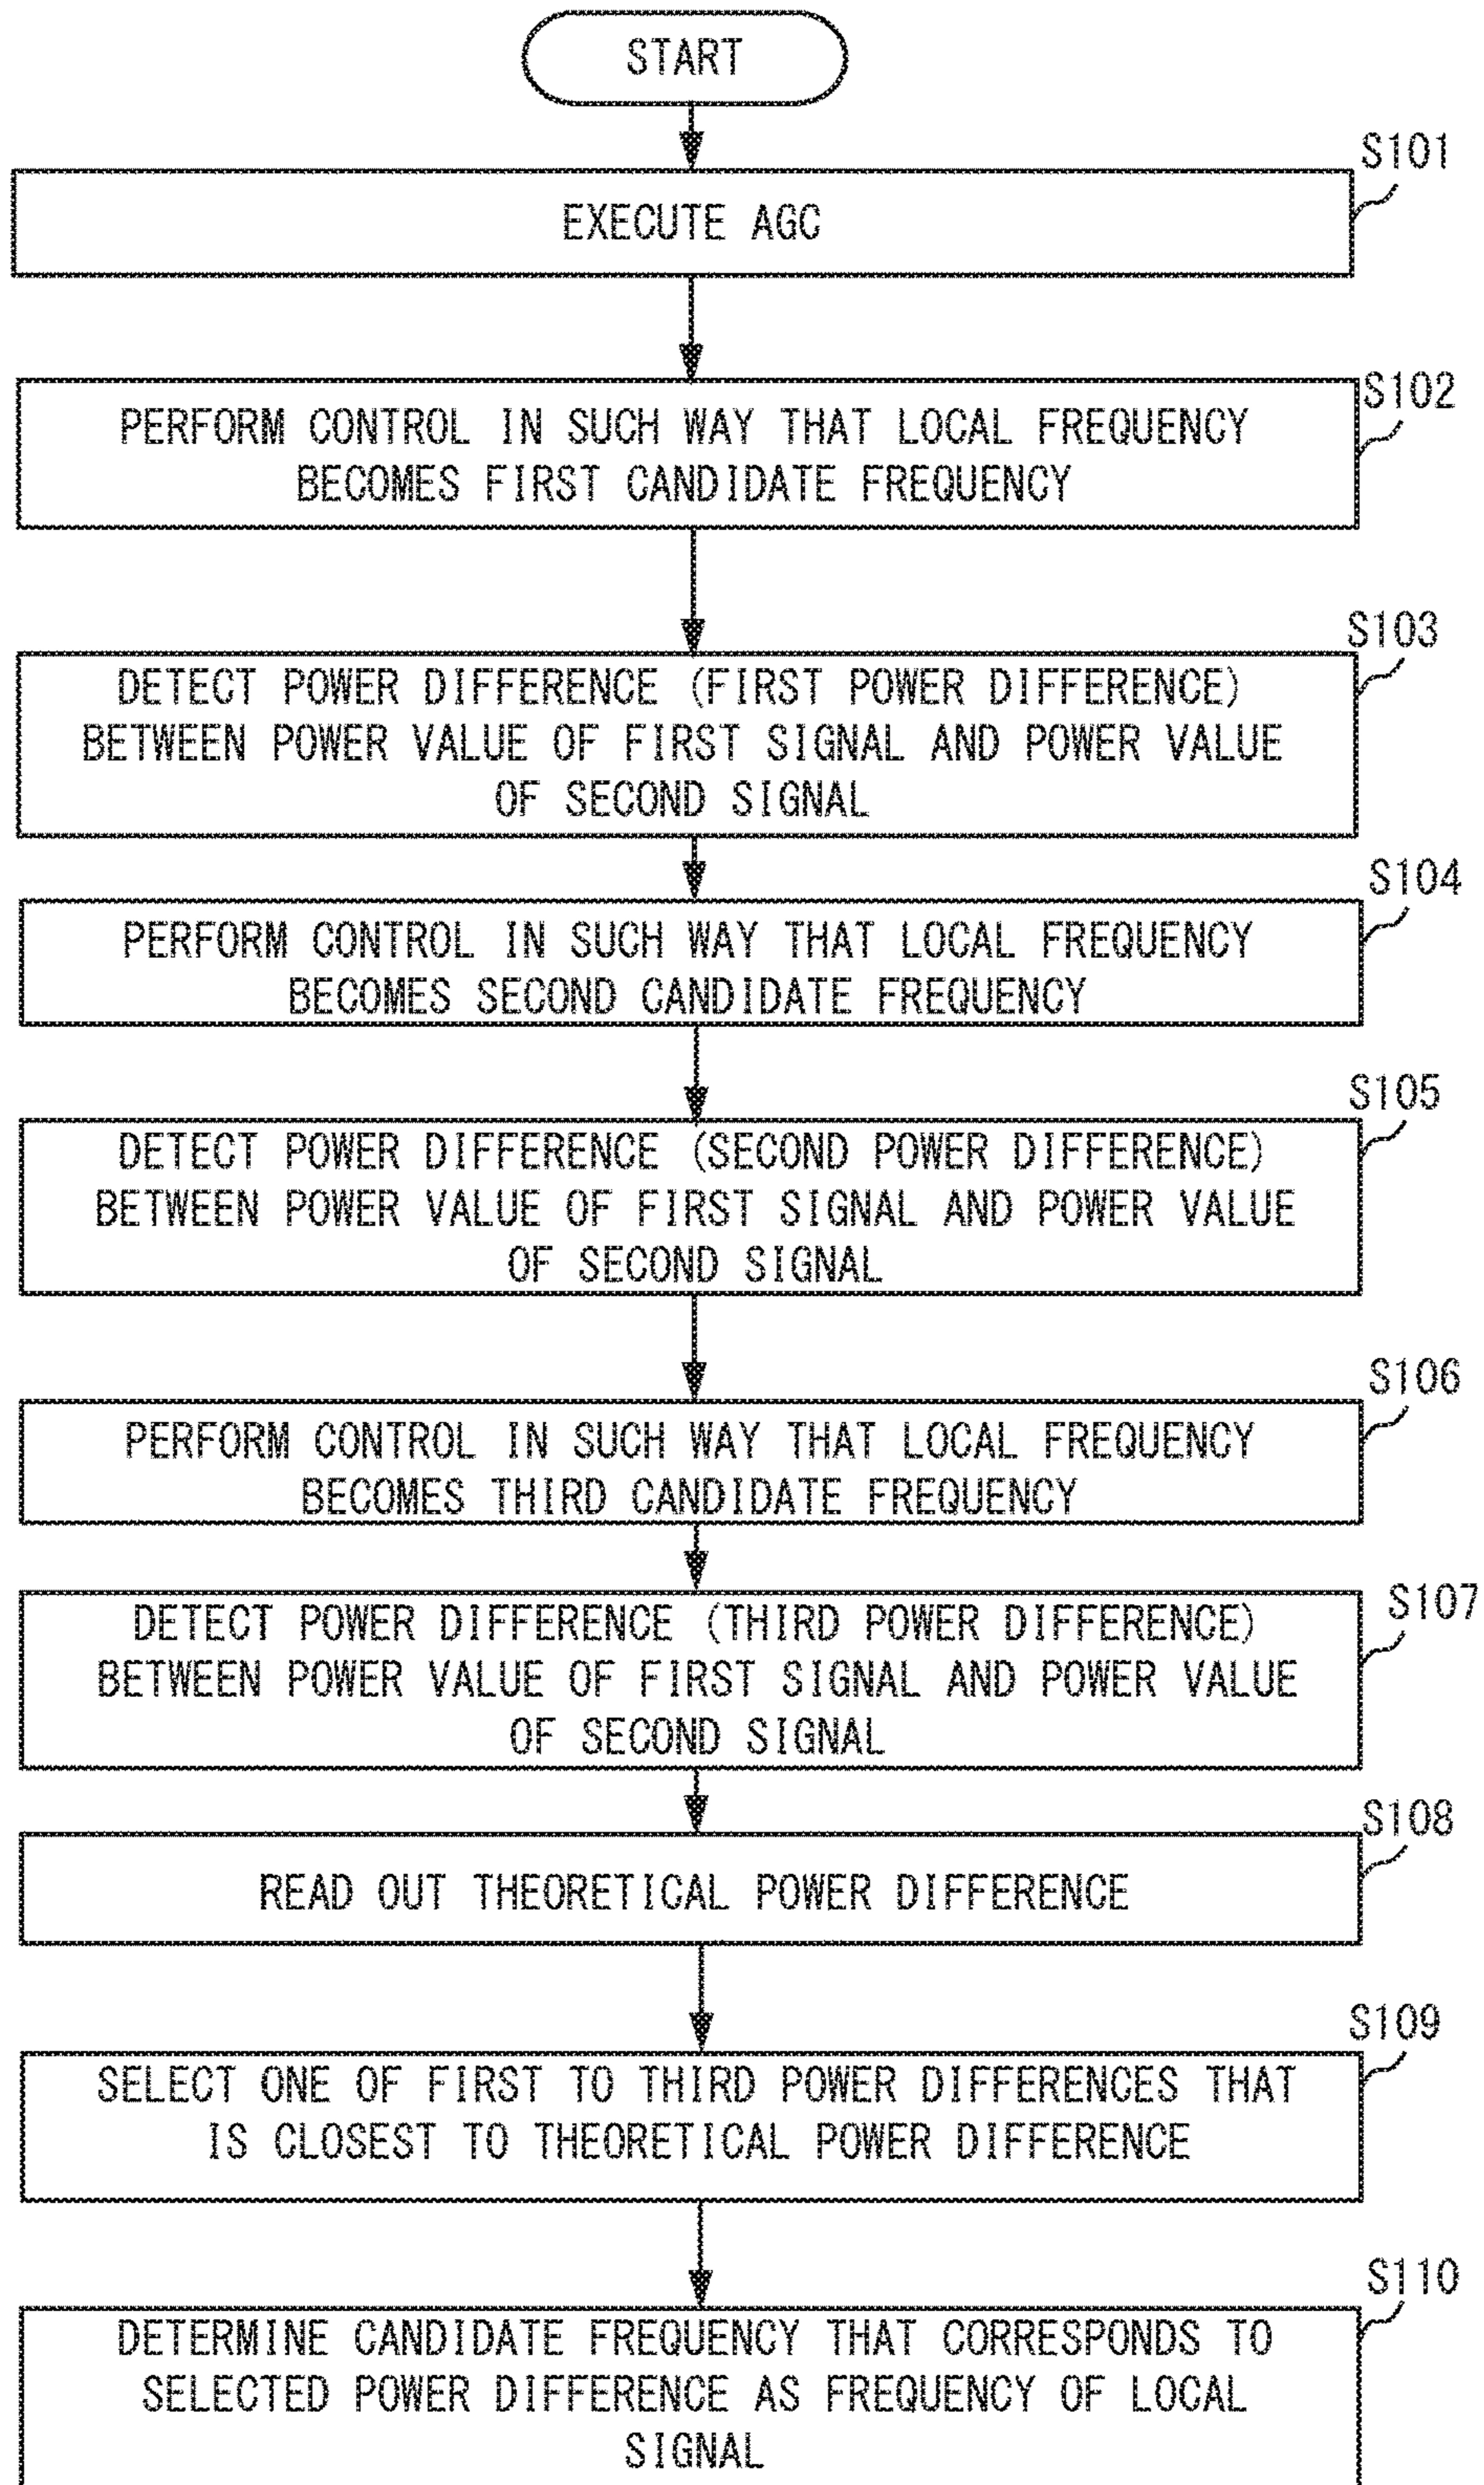 START
S101
EXECUTE AGC
S102
PERFORM CONTROL IN SUCH WAY THAT LOCAL FREQUENCY
BECOMES FIRST CANDIDATE FREQUENCY
S103
DETECT POWER DIFFERENCE (FIRST POWER DIFFERENCE)
BETWEEN POWER VALUE OF FIRST SIGNAL AND POWER VALUE
OF SECOND SIGNAL
S104
PERFORM CONTROL IN SUCH WAY THAT LOCAL FREQUENCY
BECOMES SECOND CANDIDATE FREQUENCY
S105
DETECT POWER DIFFERENCE (SECOND POWER DIFFERENCE)
BETWEEN POWER VALUE OF FIRST SIGNAL AND POWER VALUE
OF SECOND SIGNAL
S106
PERFORM CONTROL IN SUCH WAY THAT LOCAL FREQUENCY
BECOMES THIRD CANDIDATE FREQUENCY
S107
DETECT POWER DIFFERENCE (THIRD POWER DIFFERENCE)
BETWEEN POWER VALUE OF FIRST SIGNAL AND POWER VALUE
OF SECOND SIGNAL
S108
READ OUT THEORETICAL POWER DIFFERENCE
S109
SELECT ONE OF FIRST TO THIRD POWER DIFFERENCES THAT
IS CLOSEST TO THEORETICAL POWER DIFFERENCE
S110
DETERMINE CANDIDATE FREQUENCY THAT CORRESPONDS TO
SELECTED POWER DIFFERENCE AS FREQUENCY OF LOCAL
SIGNAL